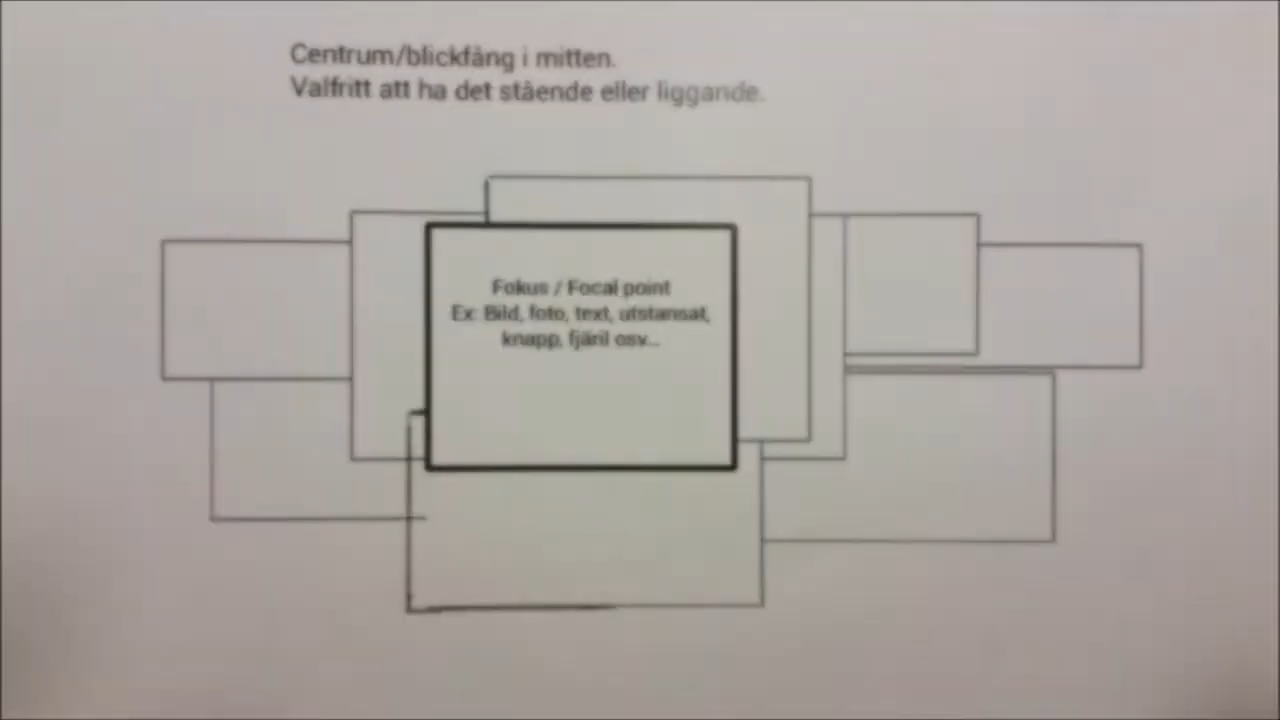 Centrum/blickfång i mitten.
Valfritt att ha det stående eller liggande.
Fokus / Focal point
Ex: Bild, foto, text, utstansat,
knapp, fjäril osv...